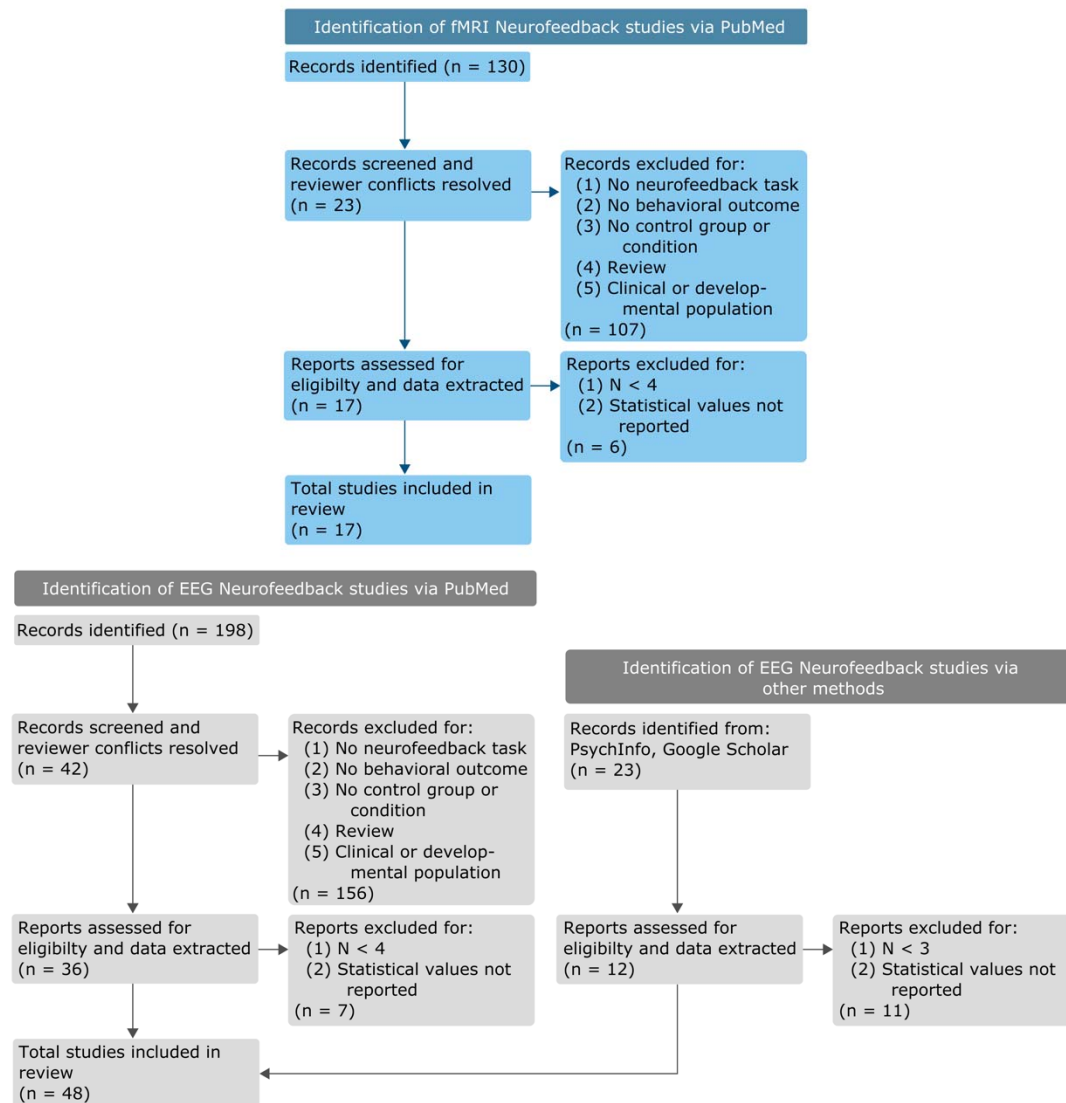 Identification of fMRI Neurofeedback studies via PubMed
Records identified (n = 130)
Records screened and
reviewer conflicts resolved
(n = 23)
Records excluded for:
(1) No neurofeedback task
(2) No behavioral outcome
(3) No control group or
condition
(4) Review
(5) Clinical or develop-
mental population
(n = 107)
Reports assessed for
eligibilty and data extracted
(n = 17)
Reports excluded for:
(1) N < 4
(2) Statistical values not
reported
(n = 6)
Total studies included in
review
(n = 17)
Identification of EEG Neurofeedback studies via PubMed
Records identified (n = 198)
Records screened and
reviewer conflicts resolved
(n = 42)
Records excluded for:
(1) No neurofeedback task
(2) No behavioral outcome
(3) No control group or
condition
(4) Review
(5) Clinical or develop-
mental population
(n = 156)
Reports assessed for
eligibilty and data extracted
(n = 36)
Reports excluded for:
(1) N < 4
(2) Statistical values not
reported
(n = 7)
Total studies included in
review
(n = 48)
Identification of EEG Neurofeedback studies via
other methods
Records identified from:
PsychInfo, Google Scholar
(n = 23)
Reports assessed for
eligibilty and data extracted
(n = 12)
Reports excluded for:
(1) N < 3
(2) Statistical values not
reported
(n = 11)